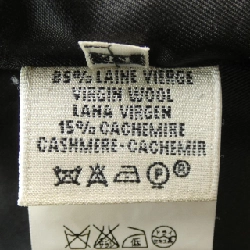 85% LAINE VIERGE
VIRGIN WOOL
LANA VIRGEN
15% CACHEMIRE
CASHMERE-CACHEMIR
P